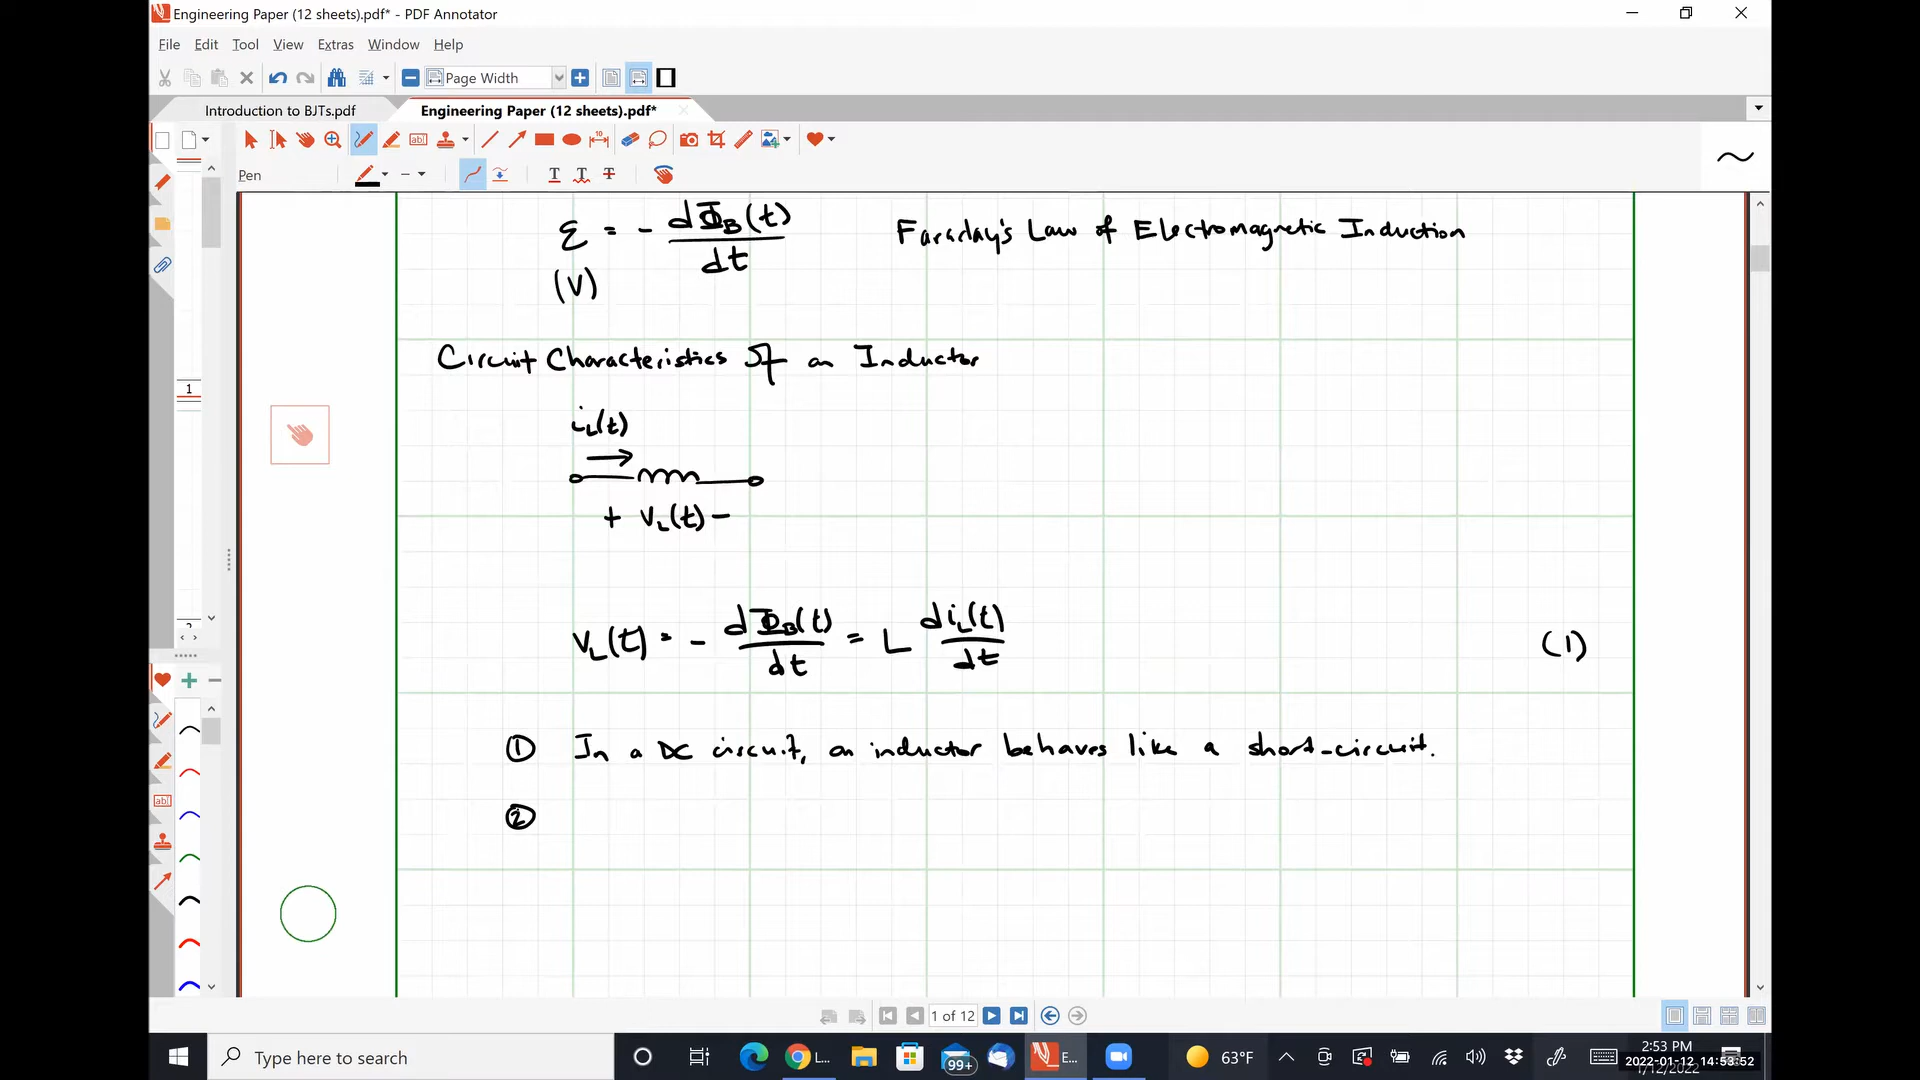 Engineering Paper (12 sheets).pdf* - PDF Annotator
File Edit Tool View Extras Window Help
Page Width
Introduction to BJTs.pdf
Engineering Paper (12 sheets).pdf*
Pen
ε = - dΦB(t)/dt
Faraday's Law of Electromagnetic Induction
(V)
Circuit Characteristics of an Inductor
iL(t)
+ VL(t) -
VL(t) = - dΦB(t)/dt = L diL(t)/dt (1)
① In a DC circuit, an inductor behaves like a short-circuit.
②
1
1 of 12
Type here to search
L...
99+
E...
63°F
2:53 PM
2022-01-12 14:53:52